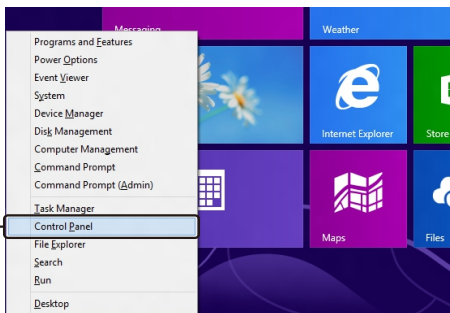 Messaging
Weather
Programs and Features
Power Options
Event Viewer
System
Device Manager
Disk Management
Computer Management
Command Prompt
Command Prompt (Admin)
Task Manager
Control Panel
File Explorer
Search
Run
Desktop
Internet Explorer
Store
Maps
Files